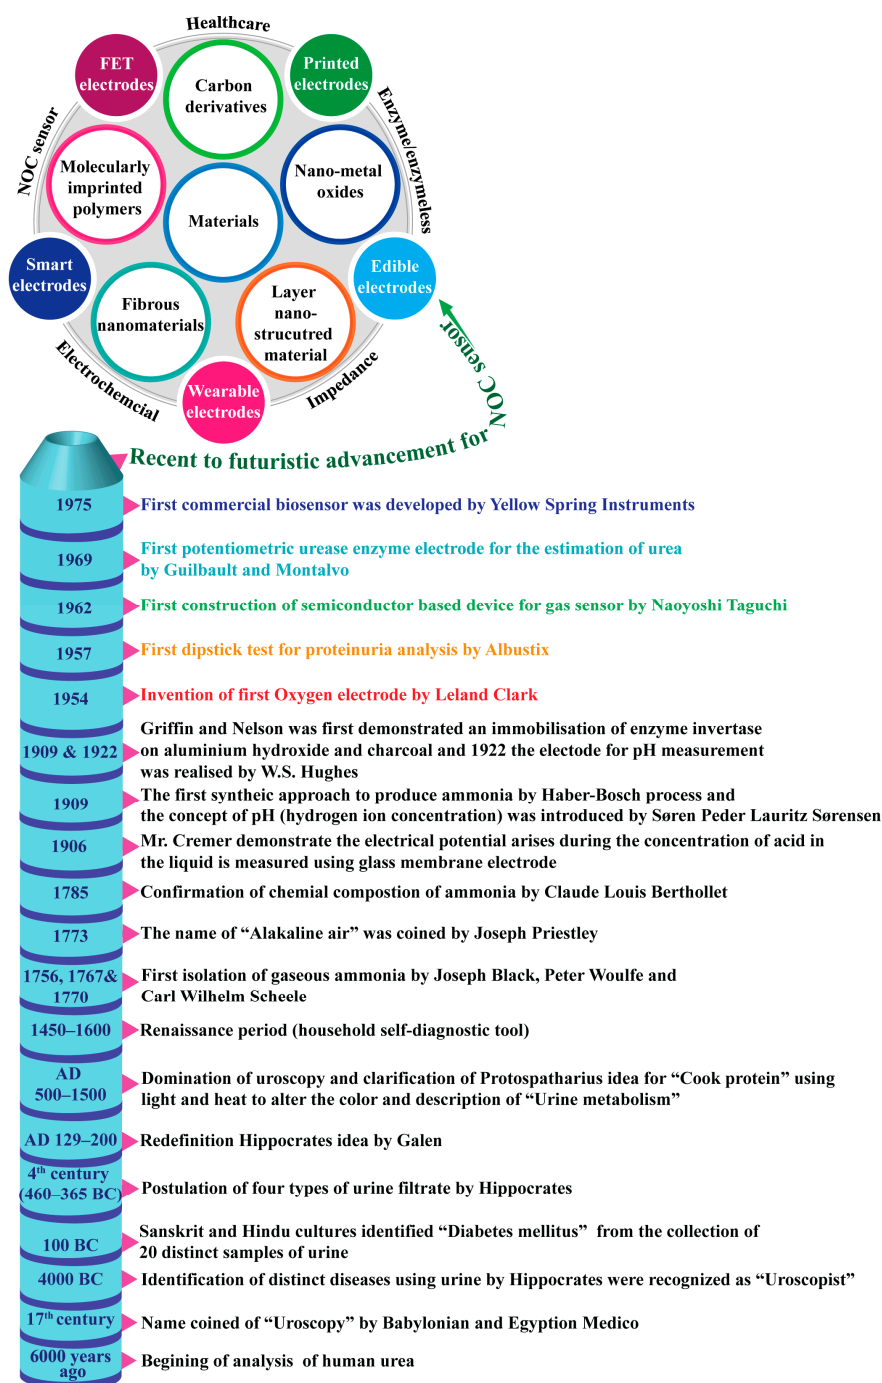 Healthcare
FET
electrodes
Printed
electrodes
Carbon
derivatives
NOC sensor
Enzyme/enzymeless
Molecularly
imprinted
polymers
Nano-metal
oxides
Materials
Smart
electrodes
Edible
electrodes
Fibrous
nanomaterials
Layer
nano-
strucutred
material
Electrochemcial
Impedance
Wearable
electrodes
Recent to futuristic advancement for NOC sensor
1975
First commercial biosensor was developed by Yellow Spring Instruments
1969
First potentiometric urease enzyme electrode for the estimation of urea
by Guilbault and Montalvo
1962
First construction of semiconductor based device for gas sensor by Naoyoshi Taguchi
1957
First dipstick test for proteinuria analysis by Albustix
1954
Invention of first Oxygen electrode by Leland Clark
1909 & 1922
Griffin and Nelson was first demonstrated an immobilisation of enzyme invertase
on aluminium hydroxide and charcoal and 1922 the electode for pH measurement
was realised by W.S. Hughes
1909
The first syntheic approach to produce ammonia by Haber-Bosch process and
the concept of pH (hydrogen ion concentration) was introduced by Søren Peder Lauritz Sørensen
1906
Mr. Cremer demonstrate the electrical potential arises during the concentration of acid in
the liquid is measured using glass membrane electrode
1785
Confirmation of chemial compostion of ammonia by Claude Louis Berthollet
1773
The name of “Alakaline air” was coined by Joseph Priestley
1756, 1767&
1770
First isolation of gaseous ammonia by Joseph Black, Peter Woulfe and
Carl Wilhelm Scheele
1450–1600
Renaissance period (household self-diagnostic tool)
AD
500–1500
Domination of uroscopy and clarification of Protospatharius idea for “Cook protein” using
light and heat to alter the color and description of “Urine metabolism”
AD 129–200
Redefinition Hippocrates idea by Galen
4th century
(460–365 BC)
Postulation of four types of urine filtrate by Hippocrates
100 BC
Sanskrit and Hindu cultures identified “Diabetes mellitus” from the collection of
20 distinct samples of urine
4000 BC
Identification of distinct diseases using urine by Hippocrates were recognized as “Uroscopist”
17th century
Name coined of “Uroscopy” by Babylonian and Egyption Medico
6000 years
ago
Begining of analysis of human urea